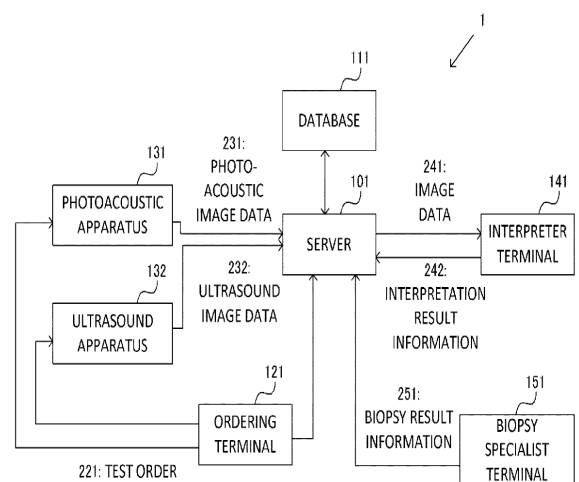 1
111
DATABASE
131
PHOTOACOUSTIC
APPARATUS
231:
PHOTO-
ACOUSTIC
IMAGE DATA
101
SERVER
241:
IMAGE
DATA
141
INTERPRETER
TERMINAL
132
ULTRASOUND
APPARATUS
232:
ULTRASOUND
IMAGE DATA
242:
INTERPRETATION
RESULT
INFORMATION
121
ORDERING
TERMINAL
251:
BIOPSY RESULT
INFORMATION
151
BIOPSY
SPECIALIST
TERMINAL
221: TEST ORDER